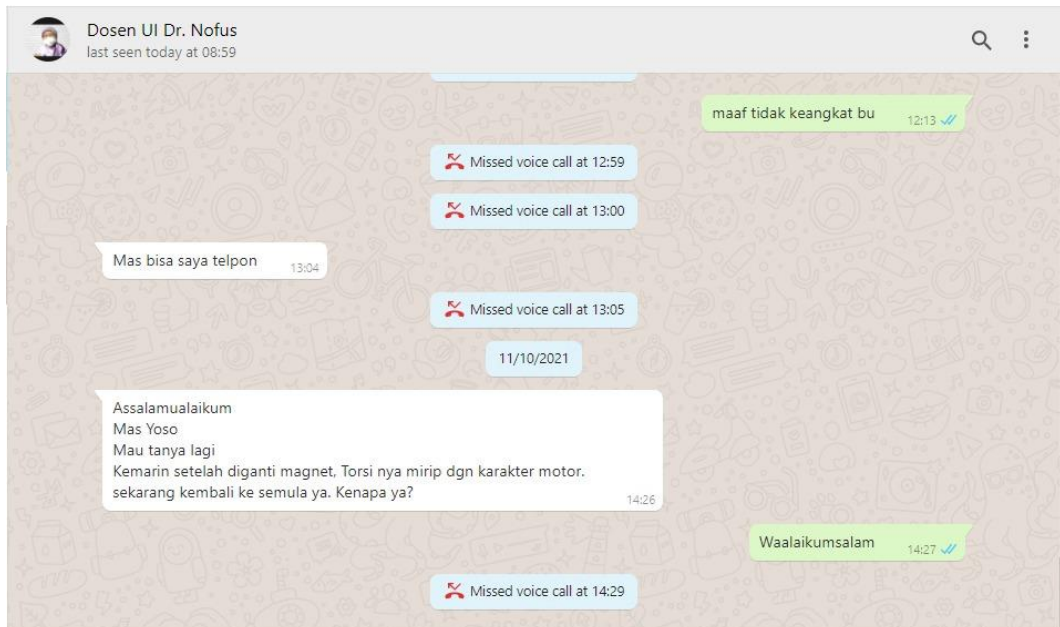 Dosen UI Dr. Nofus
last seen today at 08:59
maaf tidak keangkat bu 12:13
Missed voice call at 12:59
Missed voice call at 13:00
Mas bisa saya telpon 13:04
Missed voice call at 13:05
11/10/2021
Assalamualaikum
Mas Yoso
Mau tanya lagi
Kemarin setelah diganti magnet, Torsi nya mirip dgn karakter motor.
sekarang kembali ke semula ya. Kenapa ya? 14:26
Waalaikumsalam 14:27
Missed voice call at 14:29